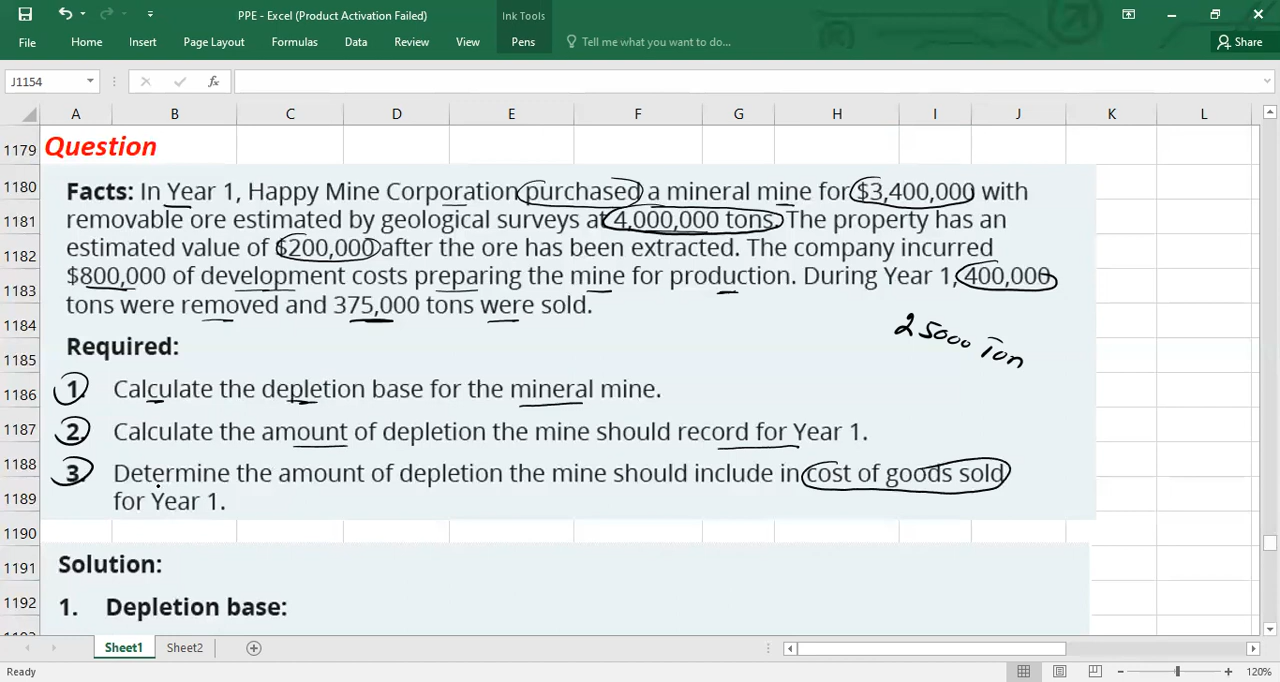 PPE - Excel (Product Activation Failed)
Ink Tools
File Home Insert Page Layout Formulas Data Review View Pens Tell me what you want to do... Share
J1154 fx
A B C D E F G H I J K L
1179 Question
1180 Facts: In Year 1, Happy Mine Corporation purchased a mineral mine for $3,400,000 with
1181 removable ore estimated by geological surveys at 4,000,000 tons. The property has an
1182 estimated value of $200,000 after the ore has been extracted. The company incurred
1183 $800,000 of development costs preparing the mine for production. During Year 1, 400,000
1184 tons were removed and 375,000 tons were sold.
25000 Ton
1185 Required:
1186 1. Calculate the depletion base for the mineral mine.
1187 2. Calculate the amount of depletion the mine should record for Year 1.
1188 3. Determine the amount of depletion the mine should include in cost of goods sold
1189 for Year 1.
1190
1191 Solution:
1192 1. Depletion base:
Sheet1 Sheet2
Ready 120%